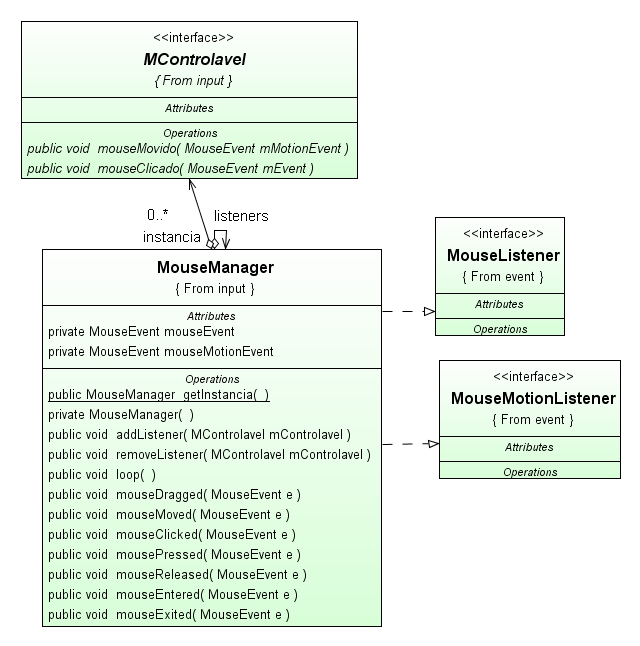 <<interface>>
MControlavel
{ From input }
Attributes
Operations
public void mouseMovido( MouseEvent mMotionEvent )
public void mouseClicado( MouseEvent mEvent )
0..* listeners
instancia
MouseManager
{ From input }
Attributes
private MouseEvent mouseEvent
private MouseEvent mouseMotionEvent
Operations
public MouseManager getInstancia( )
private MouseManager( )
public void addListener( MControlavel mControlavel )
public void removeListener( MControlavel mControlavel )
public void loop( )
public void mouseDragged( MouseEvent e )
public void mouseMoved( MouseEvent e )
public void mouseClicked( MouseEvent e )
public void mousePressed( MouseEvent e )
public void mouseReleased( MouseEvent e )
public void mouseEntered( MouseEvent e )
public void mouseExited( MouseEvent e )
<<interface>>
MouseListener
{ From event }
Attributes
Operations
<<interface>>
MouseMotionListener
{ From event }
Attributes
Operations